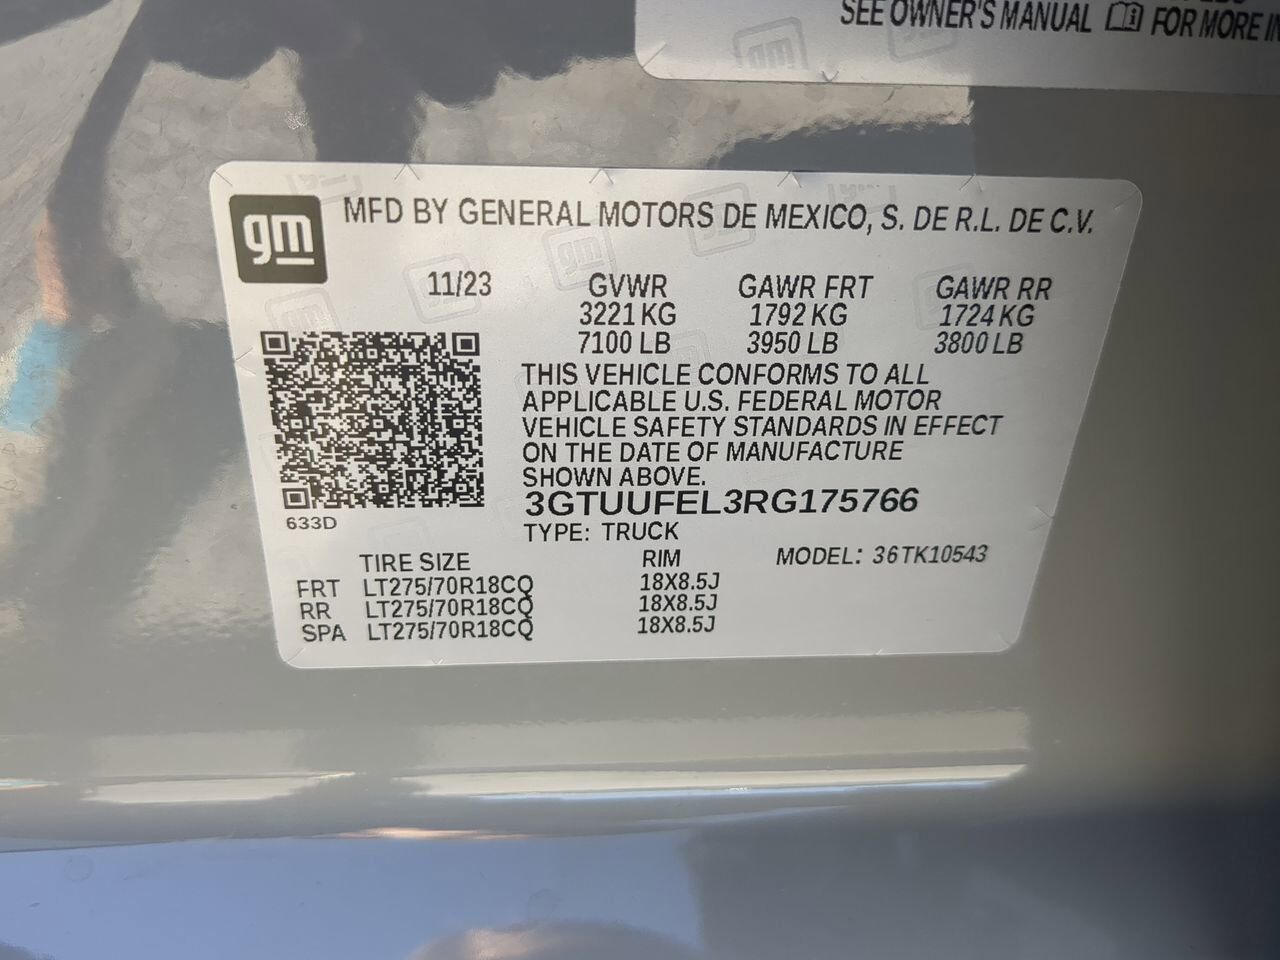 SEE OWNER'S MANUAL FOR MORE
gm
MFD BY GENERAL MOTORS DE MEXICO, S. DE R.L. DE C.V.
11/23 GVWR GAWR FRT GAWR RR
3221 KG 1792 KG 1724 KG
7100 LB 3950 LB 3800 LB
THIS VEHICLE CONFORMS TO ALL
APPLICABLE U.S. FEDERAL MOTOR
VEHICLE SAFETY STANDARDS IN EFFECT
ON THE DATE OF MANUFACTURE
SHOWN ABOVE.
3GTUUFEL3RG175766
633D
TYPE: TRUCK
TIRE SIZE RIM MODEL: 36TK10543
FRT LT275/70R18CQ 18X8.5J
RR LT275/70R18CQ 18X8.5J
SPA LT275/70R18CQ 18X8.5J